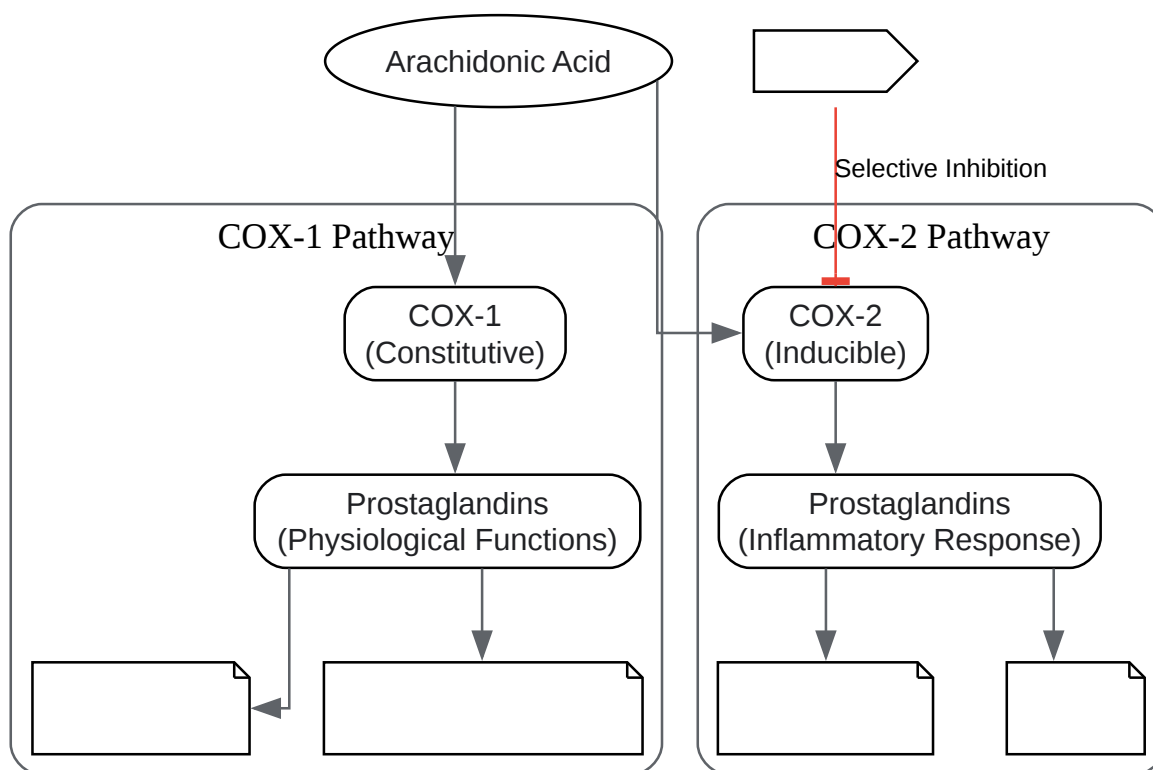 Arachidonic Acid
Selective Inhibition
COX-1 Pathway
COX-2 Pathway
COX-1
(Constitutive)
COX-2
(Inducible)
Prostaglandins
(Physiological Functions)
Prostaglandins
(Inflammatory Response)